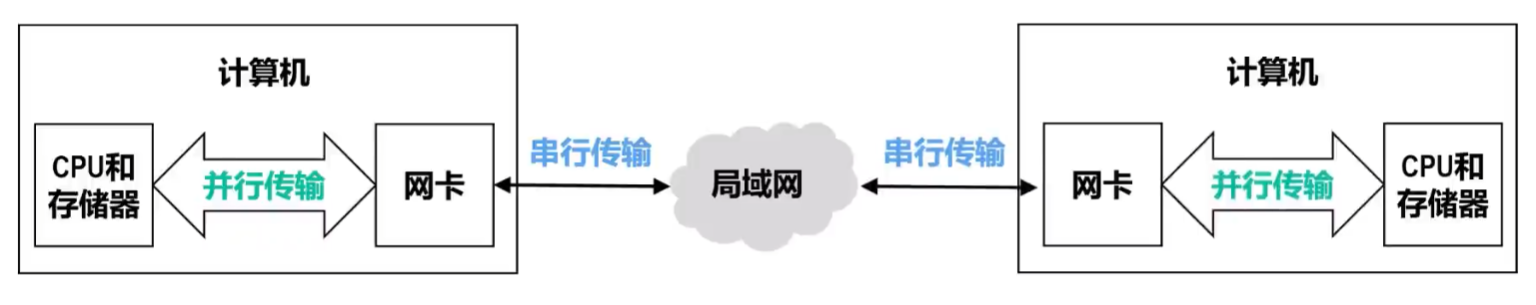 计算机
CPU和
存储器
并行传输
网卡
串行传输
局域网
串行传输
计算机
网卡
并行传输
CPU和
存储器